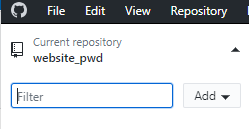 File Edit View Repository
Current repository
website_pwd
Filter
Add